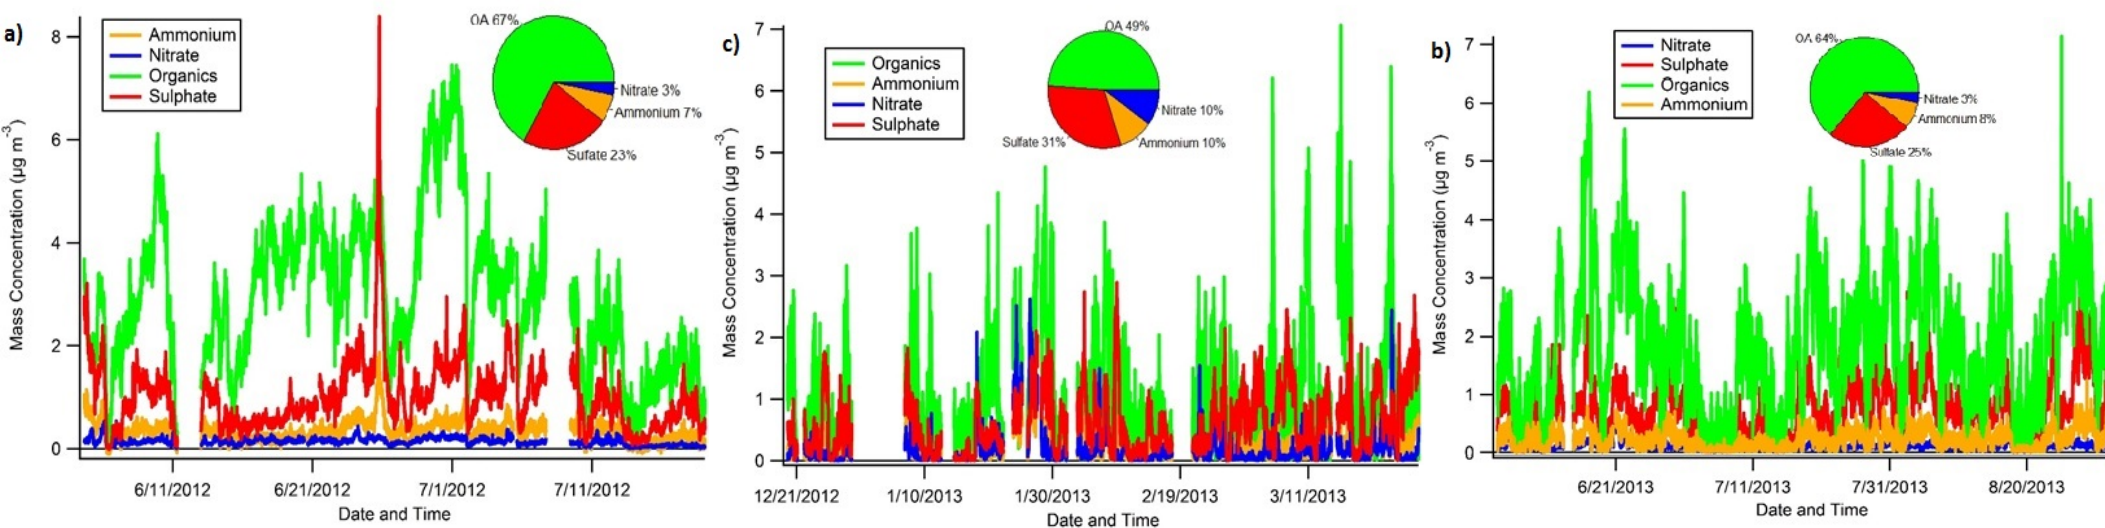 a)
Ammonium
Nitrate
Organics
Sulphate
OA 67%
Nitrate 3%
Ammonium 7%
Sufate 23%
Mass Concentration (µg m-3)
8
6
4
2
0
6/11/2012
6/21/2012
7/1/2012
7/11/2012
Date and Time
c)
Organics
Ammonium
Nitrate
Sulphate
OA 49%
Nitrate 10%
Ammonium 10%
Sulfate 31%
Mass Concentration (µg m-3)
7
6
5
4
3
2
1
0
12/21/2012
1/10/2013
1/30/2013
2/19/2013
3/11/2013
Date and Time
b)
Nitrate
Sulphate
Organics
Ammonium
OA 64%
Nitrate 3%
Ammonium 8%
Sulfate 25%
Mass Concentration (µg m-3)
7
6
5
4
3
2
1
0
6/21/2013
7/11/2013
7/31/2013
8/20/2013
Date and Time